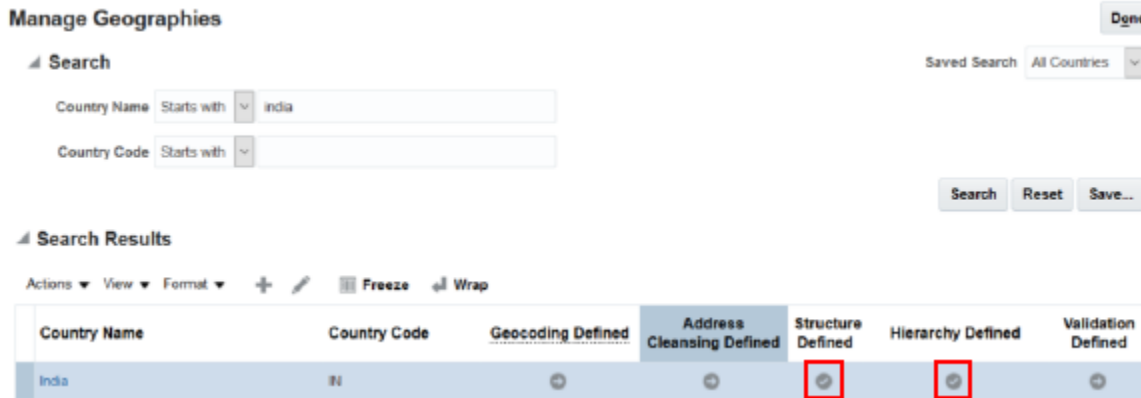 Manage Geographies
Done
Search
Saved Search All Countries
Country Name Starts with india
Country Code Starts with
Search Reset Save...
Search Results
Actions View Format Freeze Wrap
Country Name Country Code Geocoding Defined Address Cleansing Defined Structure Defined Hierarchy Defined Validation Defined
India IN